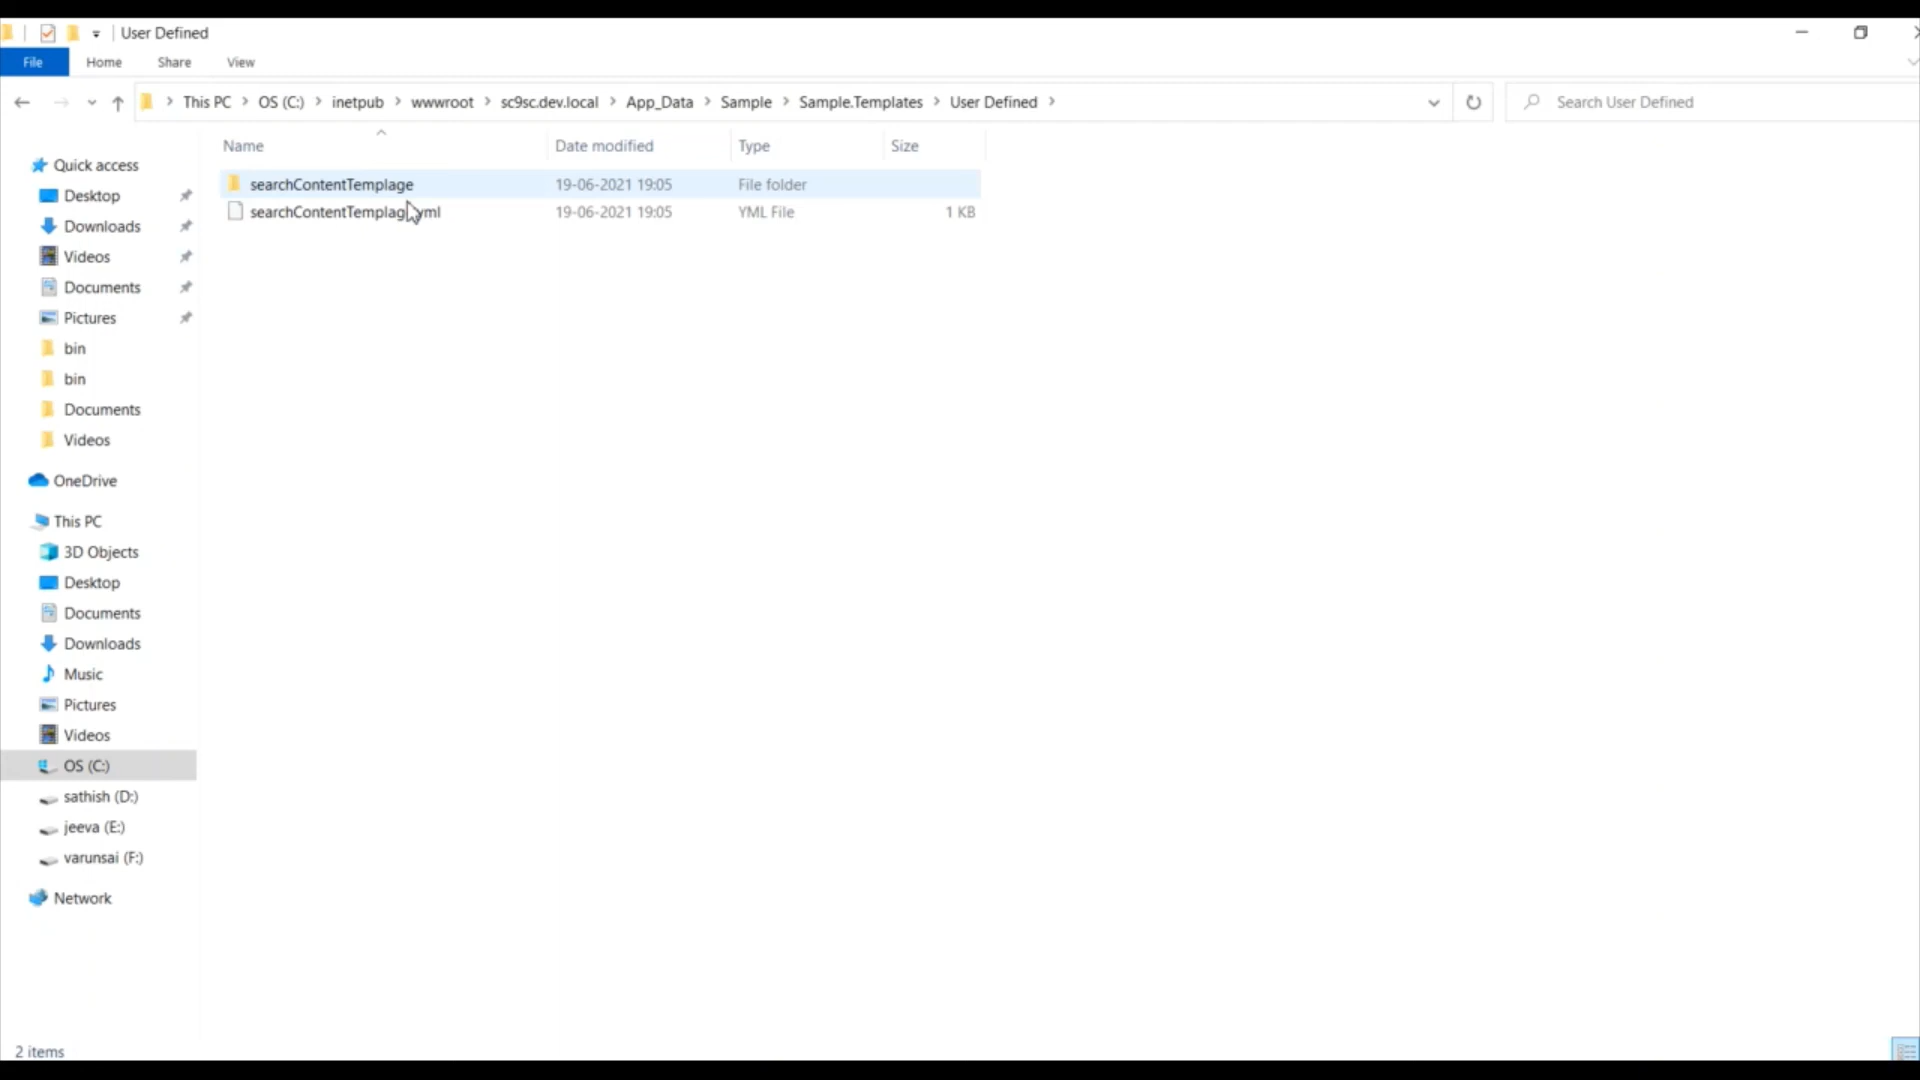 User Defined
File Home Share View
This PC OS (C:) inetpub wwwroot sc9sc.dev.local App_Data Sample Sample.Templates User Defined Search User Defined
Name Date modified Type Size
searchContentTemplage 19-06-2021 19:05 File folder
searchContentTemplag yml 19-06-2021 19:05 YML File 1 KB
Quick access
Desktop
Downloads
Videos
Documents
Pictures
bin
bin
Documents
Videos
OneDrive
This PC
3D Objects
Desktop
Documents
Downloads
Music
Pictures
Videos
OS (C:)
sathish (D:)
jeeva (E:)
varunsai (F:)
Network
2 items